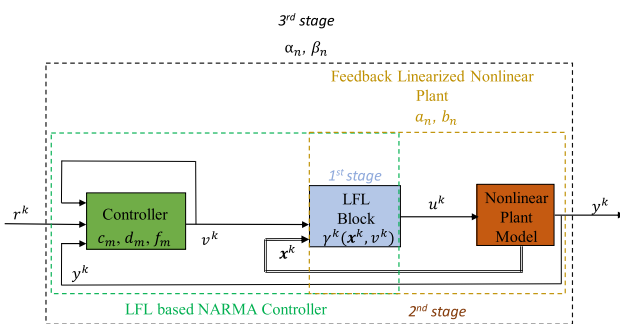 3rd stage
αn, βn
Feedback Linearized Nonlinear
Plant
an, bn
1st stage
rk
Controller
cm, dm, fm
vk
LFL
Block
γk(xk, vk)
uk
Nonlinear
Plant
Model
yk
xk
yk
LFL based NARMA Controller
2nd stage